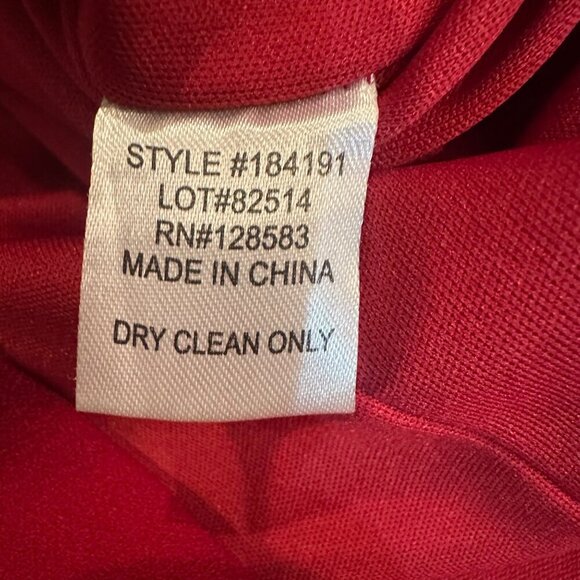 STYLE #184191
LOT#82514
RN#128583
MADE IN CHINA
DRY CLEAN ONLY